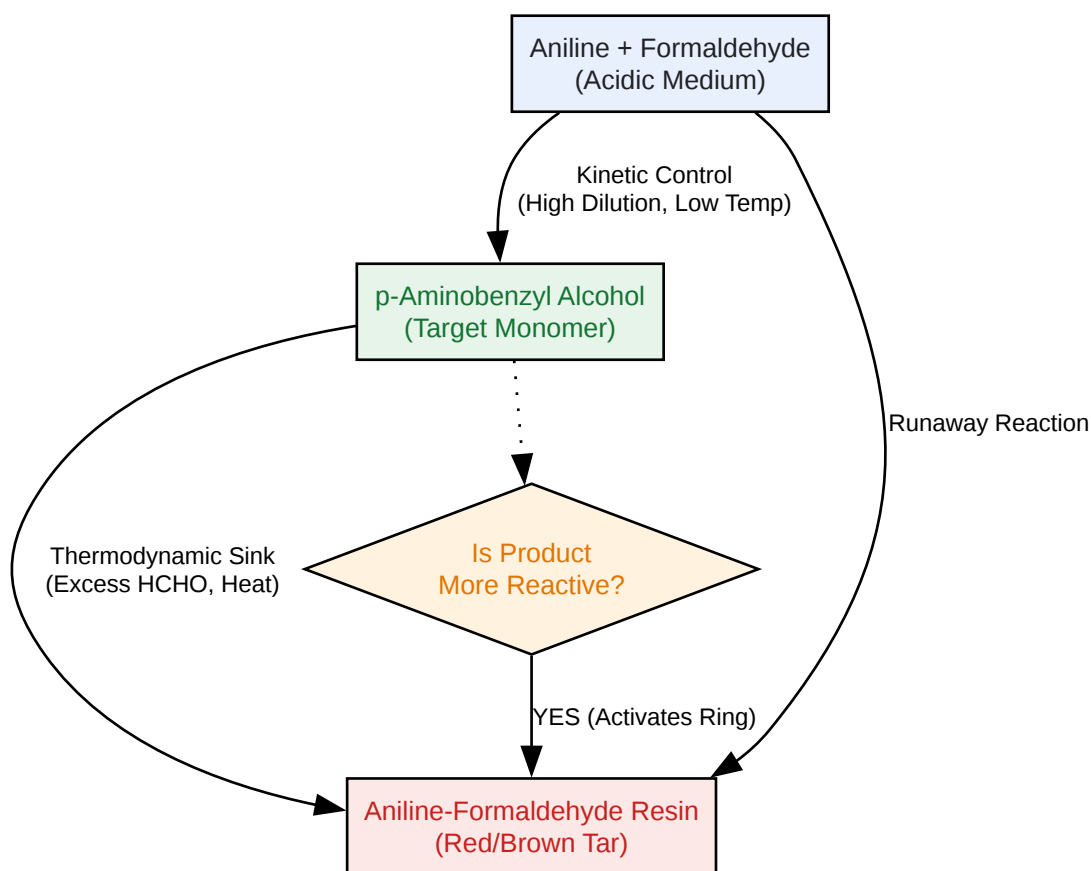 Aniline + Formaldehyde
(Acidic Medium)
Kinetic Control
(High Dilution, Low Temp)
p-Aminobenzyl Alcohol
(Target Monomer)
Runaway Reaction
Thermodynamic Sink
(Excess HCHO, Heat)
Is Product
More Reactive?
YES (Activates Ring)
Aniline-Formaldehyde Resin
(Red/Brown Tar)